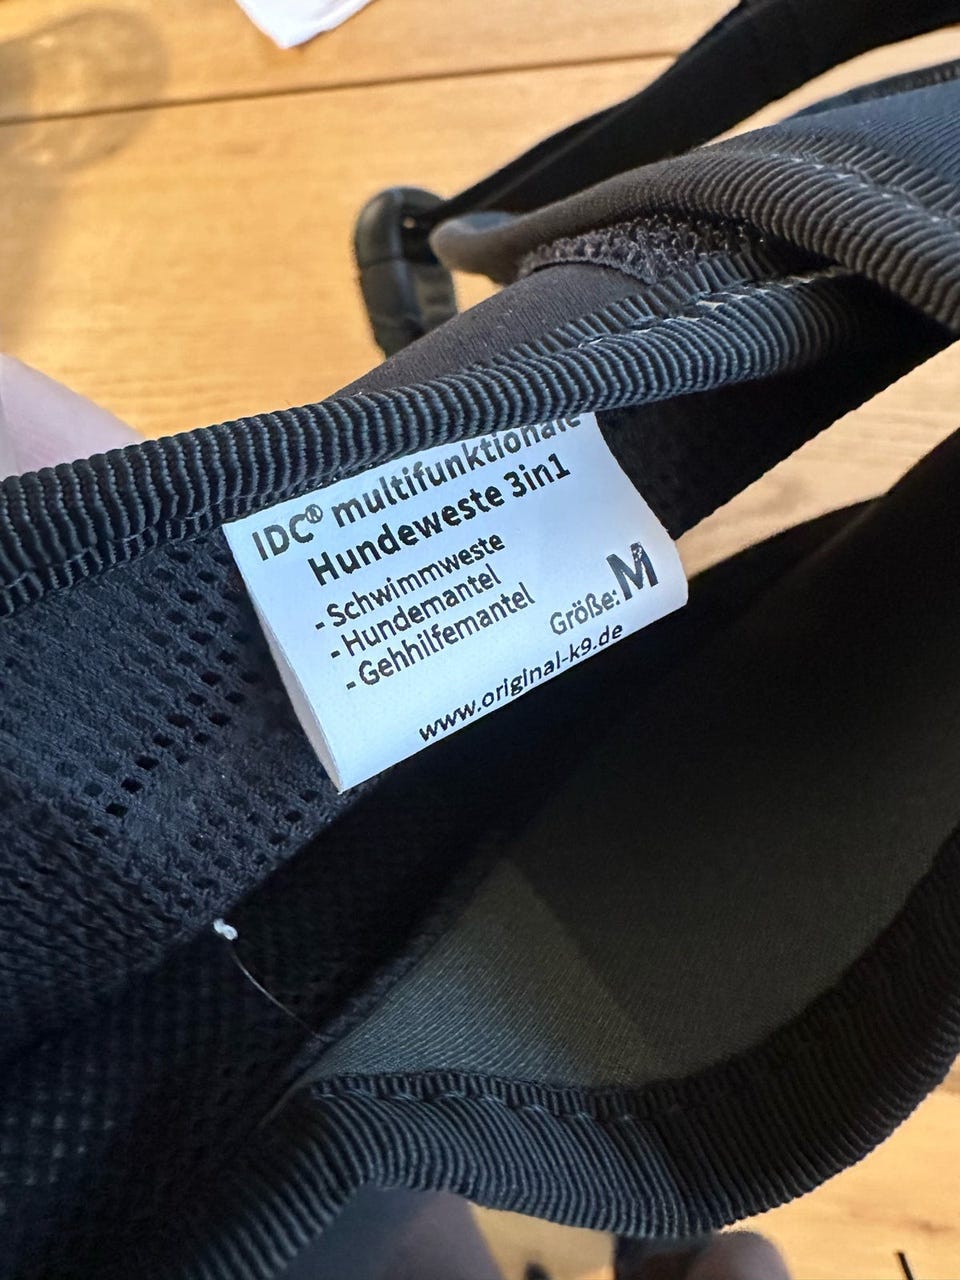 IDC® multifunktionale
Hundeweste 3in1
- Schwimmweste
- Hundemantel
- Gehhilfemantel
Größe: M
www.original-k9.de